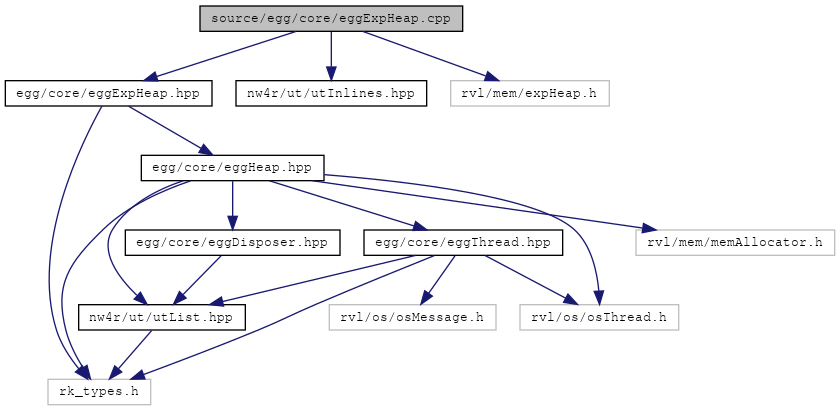 source/egg/core/eggExpHeap.cpp
egg/core/eggExpHeap.hpp
nw4r/ut/utInlines.hpp
rvl/mem/expHeap.h
egg/core/eggHeap.hpp
egg/core/eggDisposer.hpp
egg/core/eggThread.hpp
rvl/mem/memAllocator.h
nw4r/ut/utList.hpp
rvl/os/osMessage.h
rvl/os/osThread.h
rk_types.h